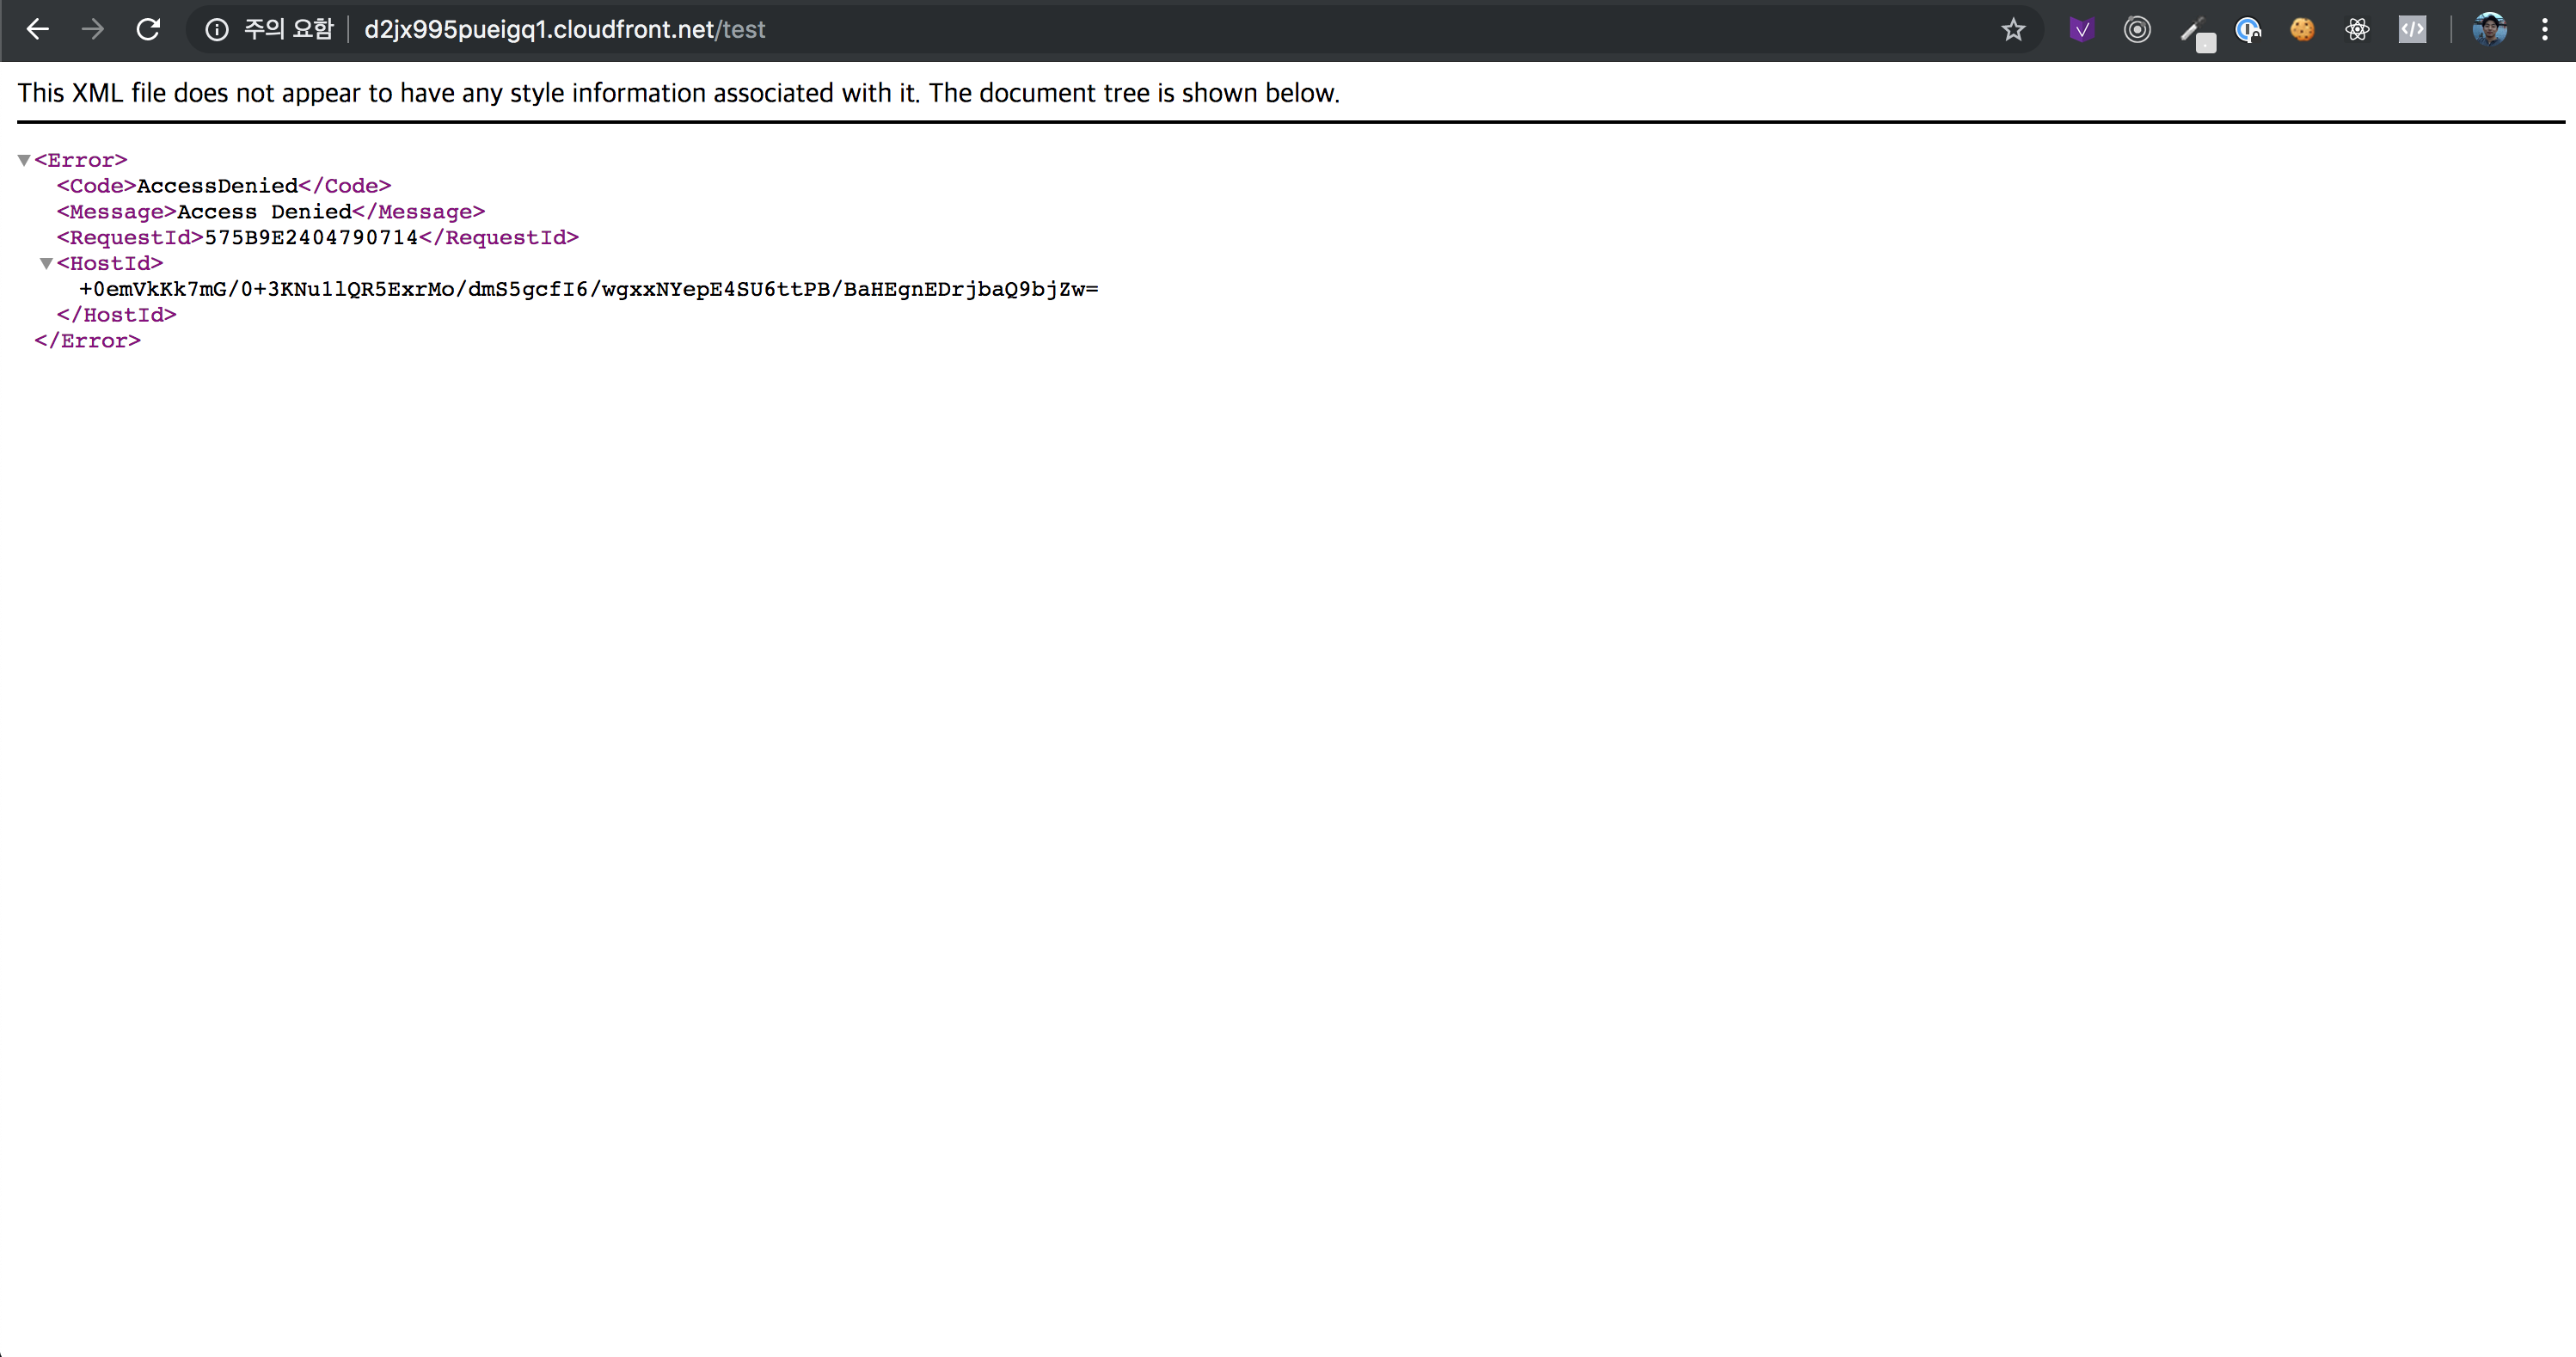 주의 요함 d2jx995pueigq1.cloudfront.net/test
This XML file does not appear to have any style information associated with it. The document tree is shown below.
▼<Error>
<Code>AccessDenied</Code>
<Message>Access Denied</Message>
<RequestId>575B9E2404790714</RequestId>
▼<HostId>
+0emVkKk7mG/0+3KNu1lQR5ExrMo/dmS5gcfI6/wgxxNYepE4SU6ttPB/BaHEgnEDrjbaQ9bjZw=
</HostId>
</Error>